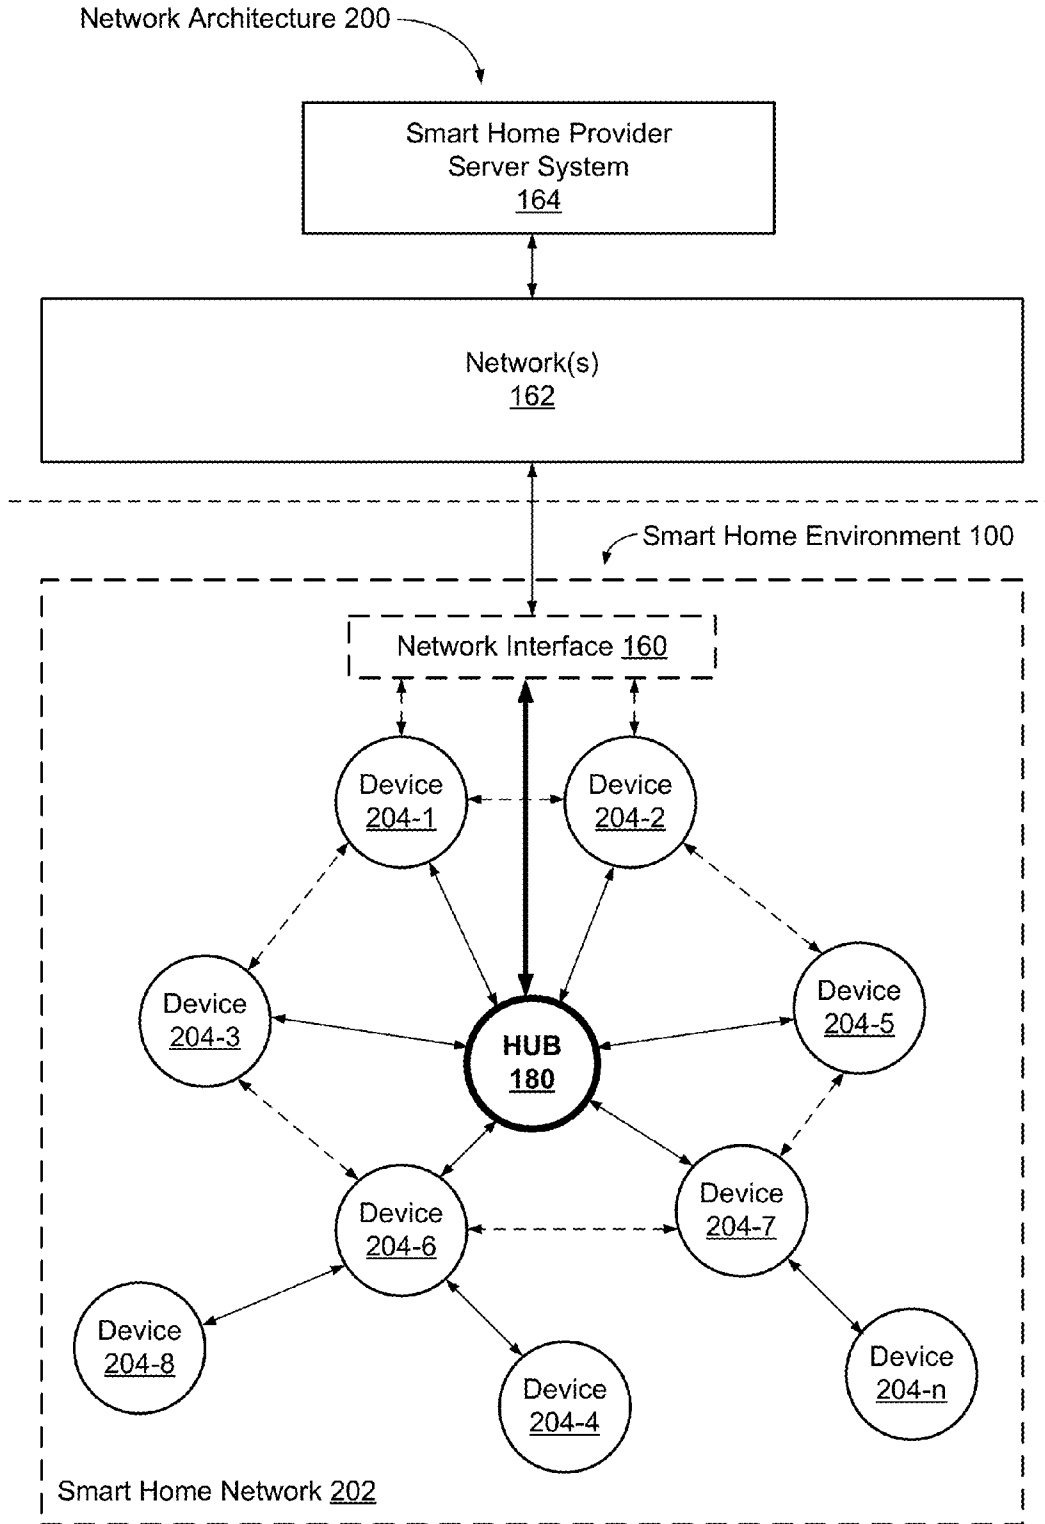 Network Architecture 200
Smart Home Provider
Server System
164
Network(s)
162
Smart Home Environment 100
Network Interface 160
Device
204-1
Device
204-2
Device
204-3
HUB
180
Device
204-5
Device
204-6
Device
204-7
Device
204-8
Device
204-4
Device
204-n
Smart Home Network 202